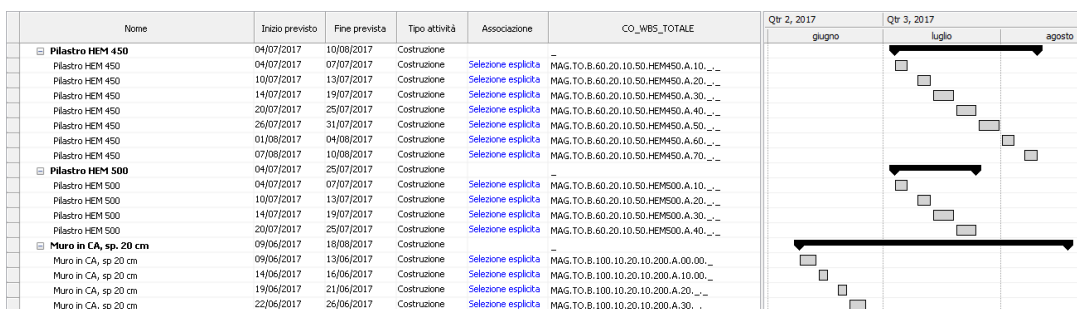 Nome Inizio previsto Fine prevista Tipo attività Associazione CO_WBS_TOTALE Qtr 2, 2017 Qtr 3, 2017
giugno luglio agosto
Pilastro HEM 450 04/07/2017 10/08/2017 Costruzione _
Pilastro HEM 450 04/07/2017 07/07/2017 Costruzione Selezione esplicita MAG.TO.B.60.20.10.50.HEM450.A.10._._
Pilastro HEM 450 10/07/2017 13/07/2017 Costruzione Selezione esplicita MAG.TO.B.60.20.10.50.HEM450.A.20._._
Pilastro HEM 450 14/07/2017 19/07/2017 Costruzione Selezione esplicita MAG.TO.B.60.20.10.50.HEM450.A.30._._
Pilastro HEM 450 20/07/2017 25/07/2017 Costruzione Selezione esplicita MAG.TO.B.60.20.10.50.HEM450.A.40._._
Pilastro HEM 450 26/07/2017 31/07/2017 Costruzione Selezione esplicita MAG.TO.B.60.20.10.50.HEM450.A.50._._
Pilastro HEM 450 01/08/2017 04/08/2017 Costruzione Selezione esplicita MAG.TO.B.60.20.10.50.HEM450.A.60._._
Pilastro HEM 450 07/08/2017 10/08/2017 Costruzione Selezione esplicita MAG.TO.B.60.20.10.50.HEM450.A.70._._
Pilastro HEM 500 04/07/2017 25/07/2017 Costruzione _
Pilastro HEM 500 04/07/2017 07/07/2017 Costruzione Selezione esplicita MAG.TO.B.60.20.10.50.HEM500.A.10._._
Pilastro HEM 500 10/07/2017 13/07/2017 Costruzione Selezione esplicita MAG.TO.B.60.20.10.50.HEM500.A.20._._
Pilastro HEM 500 14/07/2017 19/07/2017 Costruzione Selezione esplicita MAG.TO.B.60.20.10.50.HEM500.A.30._._
Pilastro HEM 500 20/07/2017 25/07/2017 Costruzione Selezione esplicita MAG.TO.B.60.20.10.50.HEM500.A.40._._
Muro in CA, sp. 20 cm 09/06/2017 18/08/2017 Costruzione _
Muro in CA, sp 20 cm 09/06/2017 13/06/2017 Costruzione Selezione esplicita MAG.TO.B.100.10.20.10.200.A.00.00._
Muro in CA, sp 20 cm 14/06/2017 16/06/2017 Costruzione Selezione esplicita MAG.TO.B.100.10.20.10.200.A.10.00._
Muro in CA, sp 20 cm 19/06/2017 21/06/2017 Costruzione Selezione esplicita MAG.TO.B.100.10.20.10.200.A.20._._
Muro in CA, sp 20 cm 22/06/2017 26/06/2017 Costruzione Selezione esplicita MAG.TO.B.100.10.20.10.200.A.30.